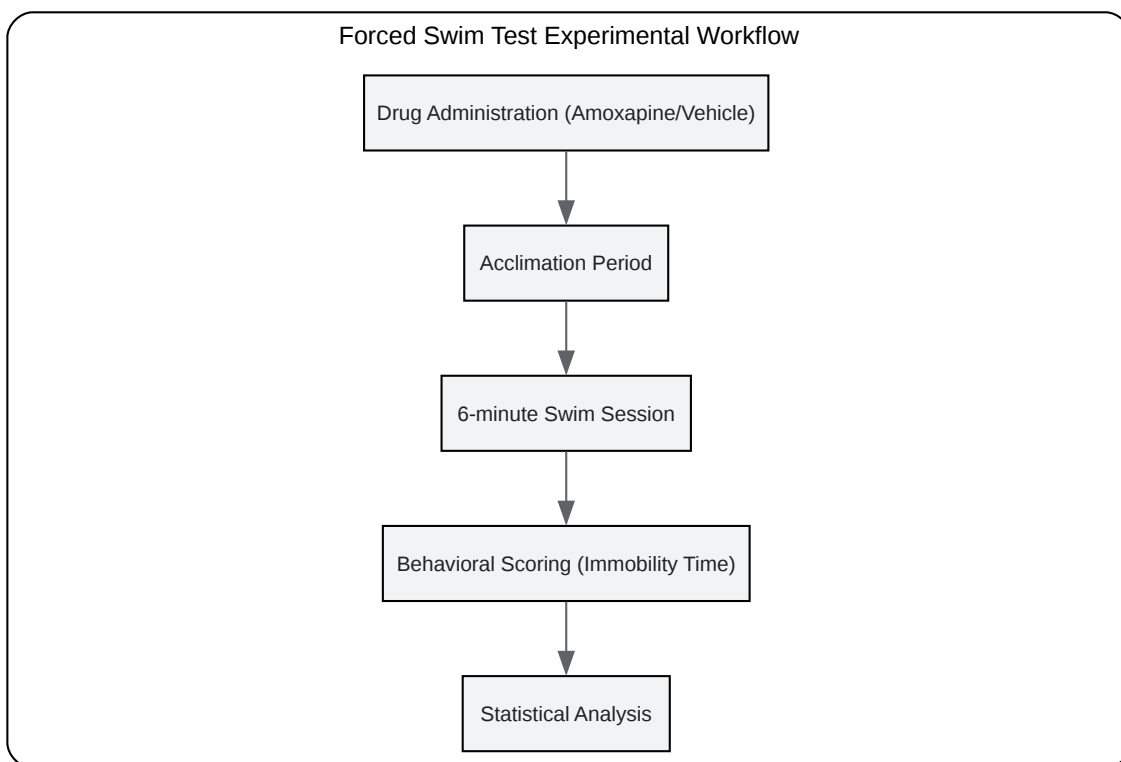 Forced Swim Test Experimental Workflow
Drug Administration (Amoxapine/Vehicle)
Acclimation Period
6-minute Swim Session
Behavioral Scoring (Immobility Time)
Statistical Analysis